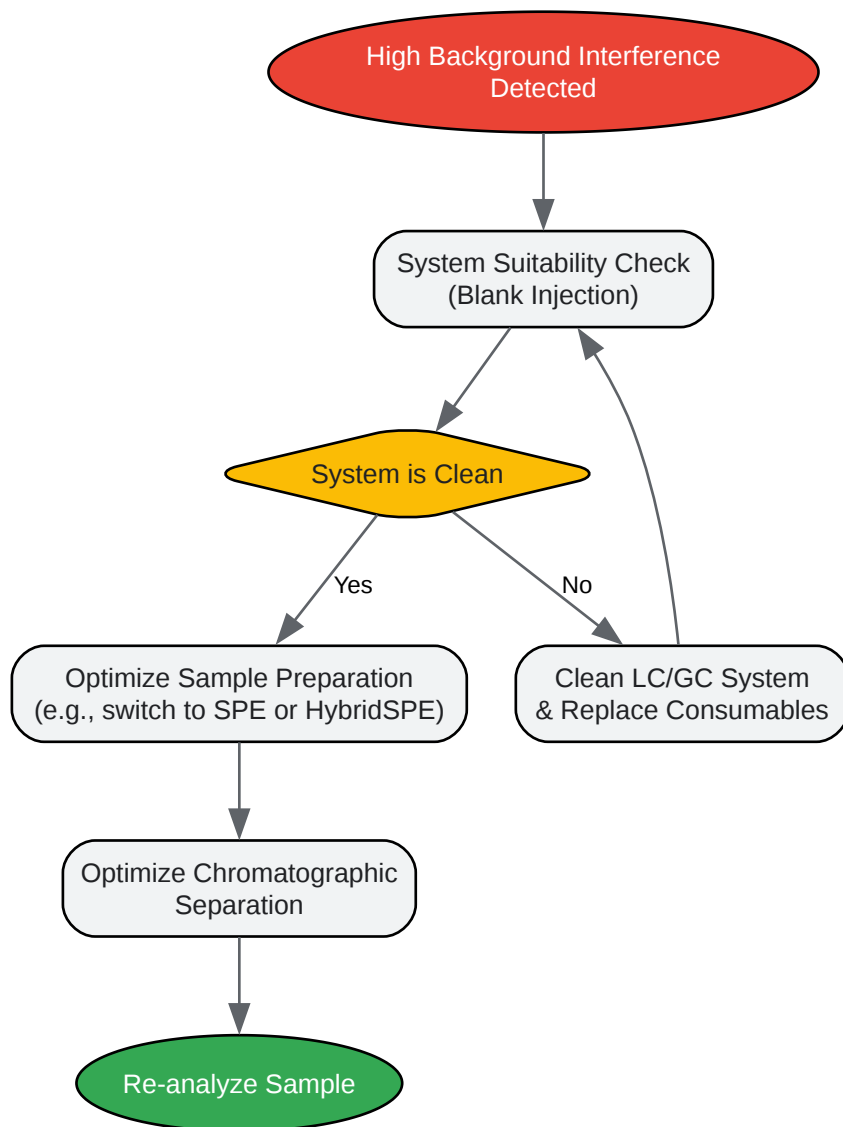 High Background Interference
Detected
System Suitability Check
(Blank Injection)
System is Clean
Yes
No
Optimize Sample Preparation
(e.g., switch to SPE or HybridSPE)
Clean LC/GC System
& Replace Consumables
Optimize Chromatographic
Separation
Re-analyze Sample